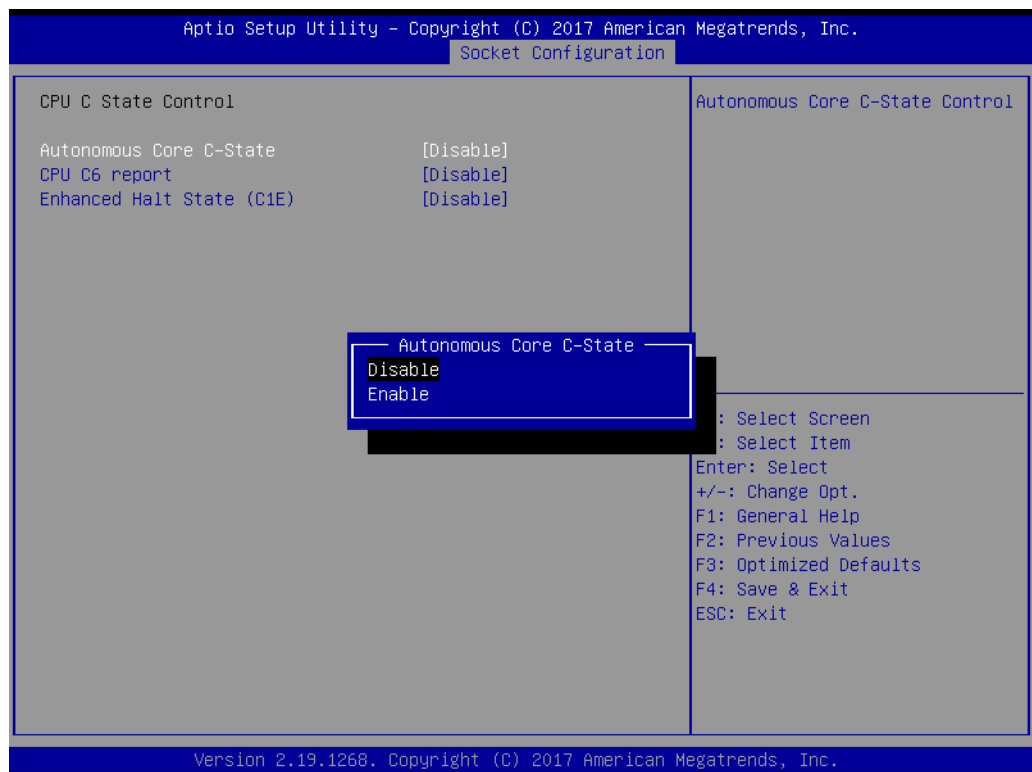 Aptio Setup Utility – Copyright (C) 2017 American Megatrends, Inc.
Socket Configuration
CPU C State Control
Autonomous Core C-State [Disable]
CPU C6 report [Disable]
Enhanced Halt State (C1E) [Disable]
Autonomous Core C-State Control
Autonomous Core C-State
Disable
Enable
: Select Screen
: Select Item
Enter: Select
+/-: Change Opt.
F1: General Help
F2: Previous Values
F3: Optimized Defaults
F4: Save & Exit
ESC: Exit
Version 2.19.1268. Copyright (C) 2017 American Megatrends, Inc.